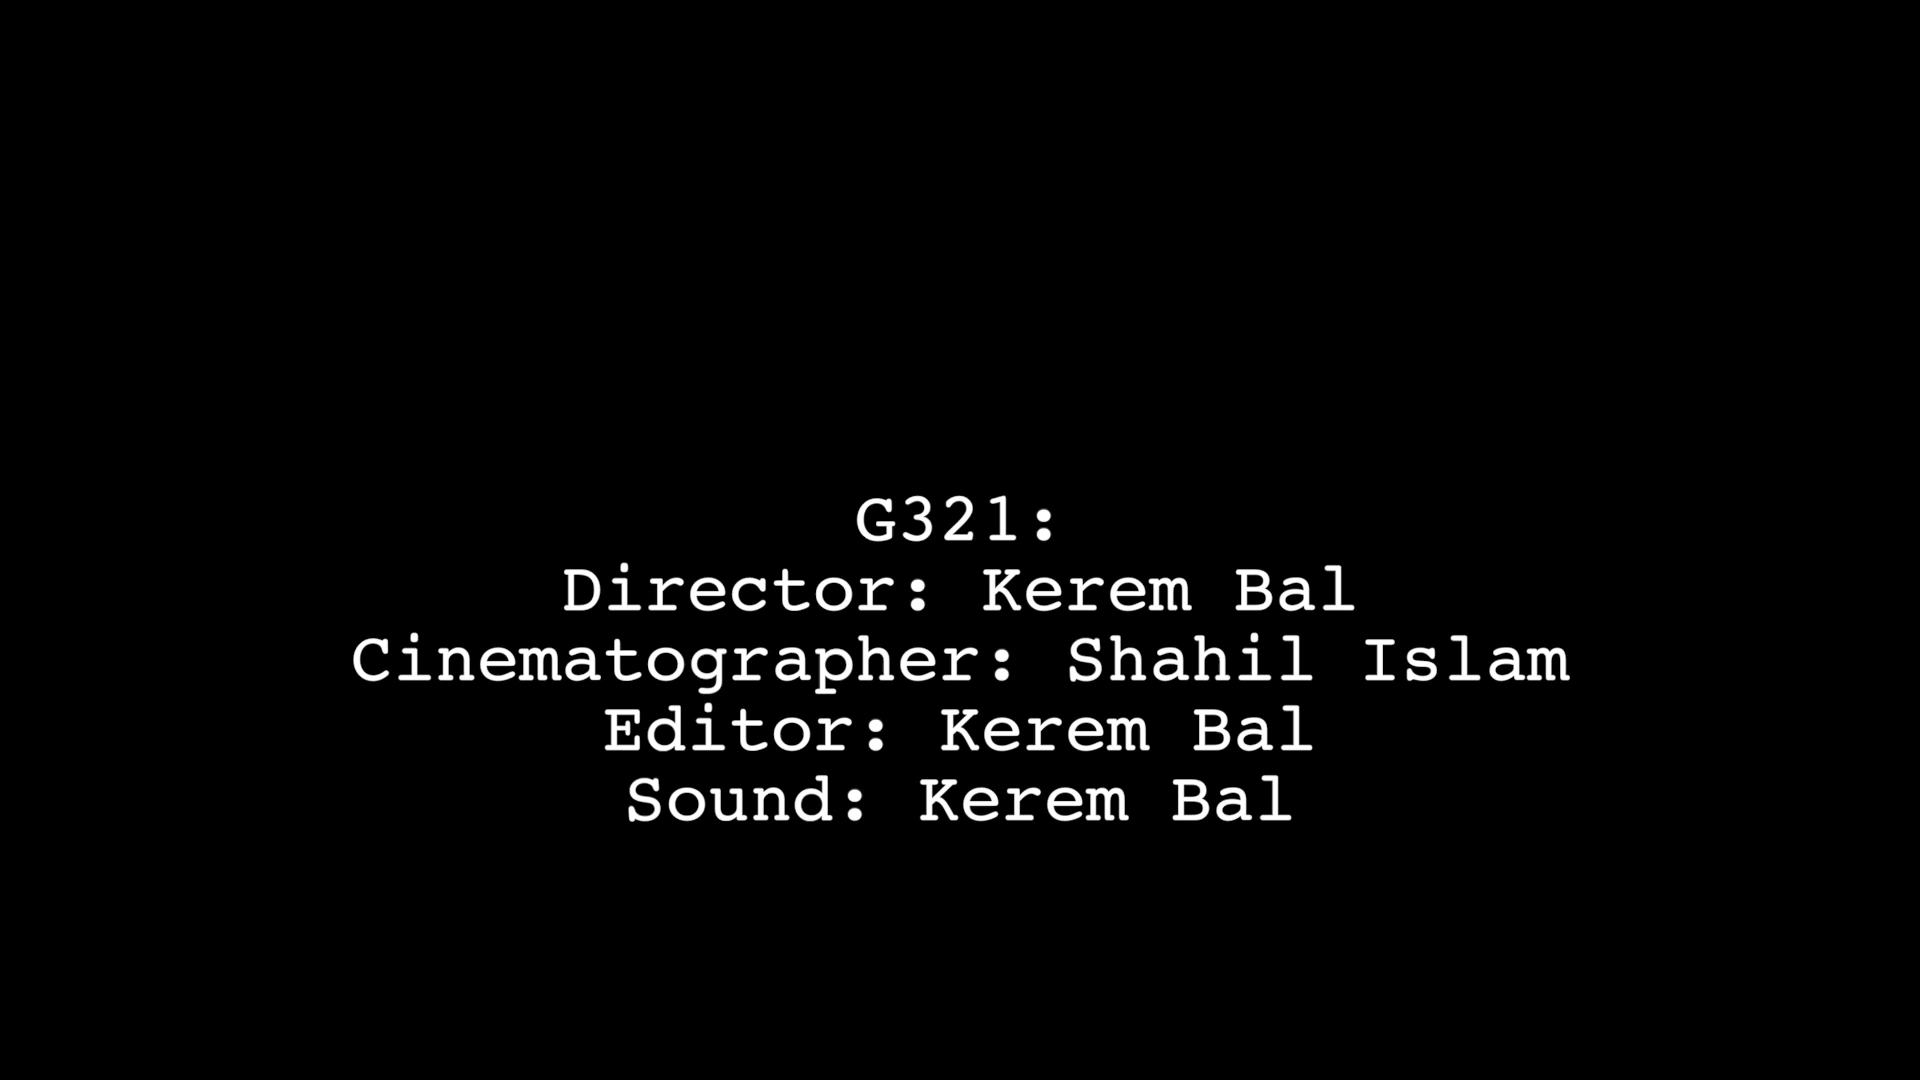 G321:
Director: Kerem Bal
Cinematographer: Shahil Islam
Editor: Kerem Bal
Sound: Kerem Bal